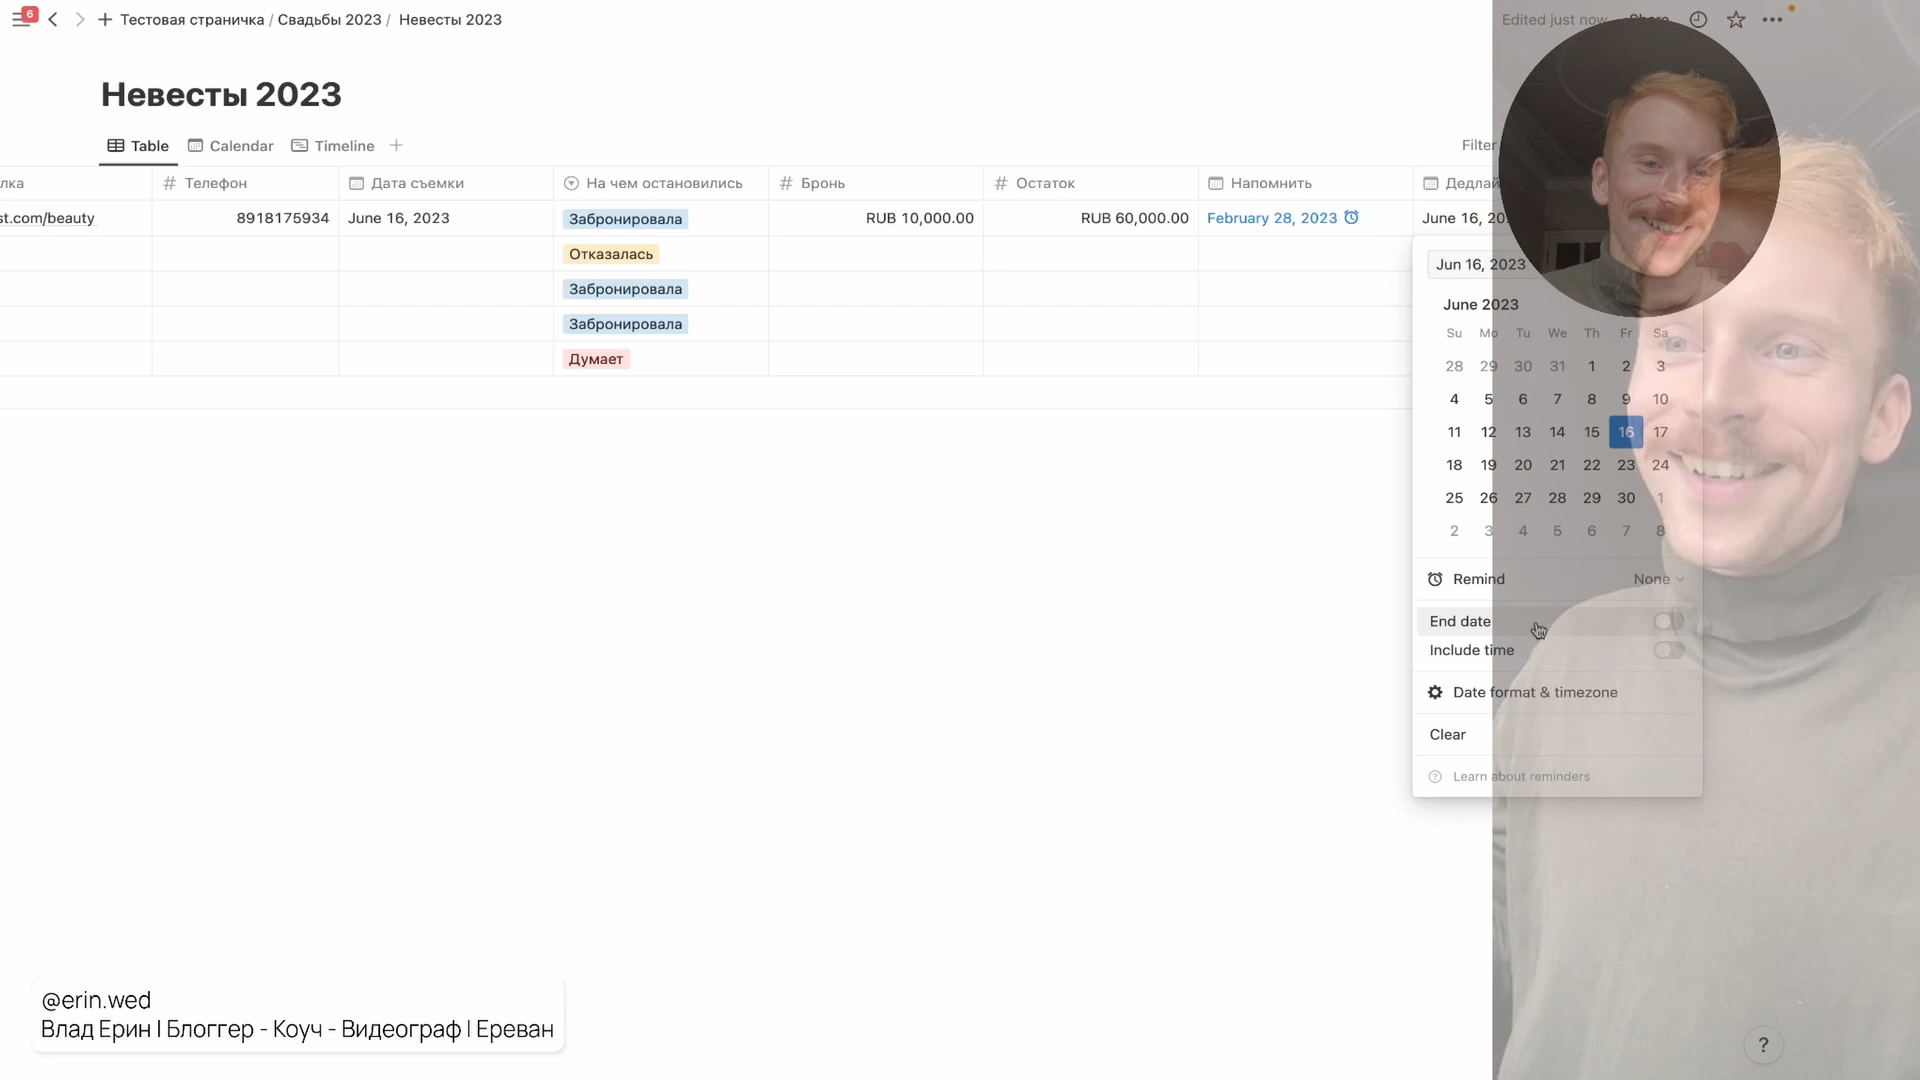 6
Тестовая страничка / Свадьбы 2023 / Невесты 2023
Edited just now Share
Невесты 2023
Table Calendar Timeline
Filter
лка Телефон Дата съемки На чем остановились Бронь Остаток Напомнить Дедлай
st.com/beauty 8918175934 June 16, 2023 Забронировала RUB 10,000.00 RUB 60,000.00 February 28, 2023 June 16, 20
Отказалась
Забронировала
Забронировала
Думает
Jun 16, 2023
June 2023
Su Mo Tu We Th Fr Sa
28 29 30 31 1 2 3
4 5 6 7 8 9 10
11 12 13 14 15 16 17
18 19 20 21 22 23 24
25 26 27 28 29 30 1
2 3 4 5 6 7 8
Remind None
End date
Include time
Date format & timezone
Clear
Learn about reminders
@erin.wed
Влад Ерин | Блоггер - Коуч - Видеограф | Ереван
?